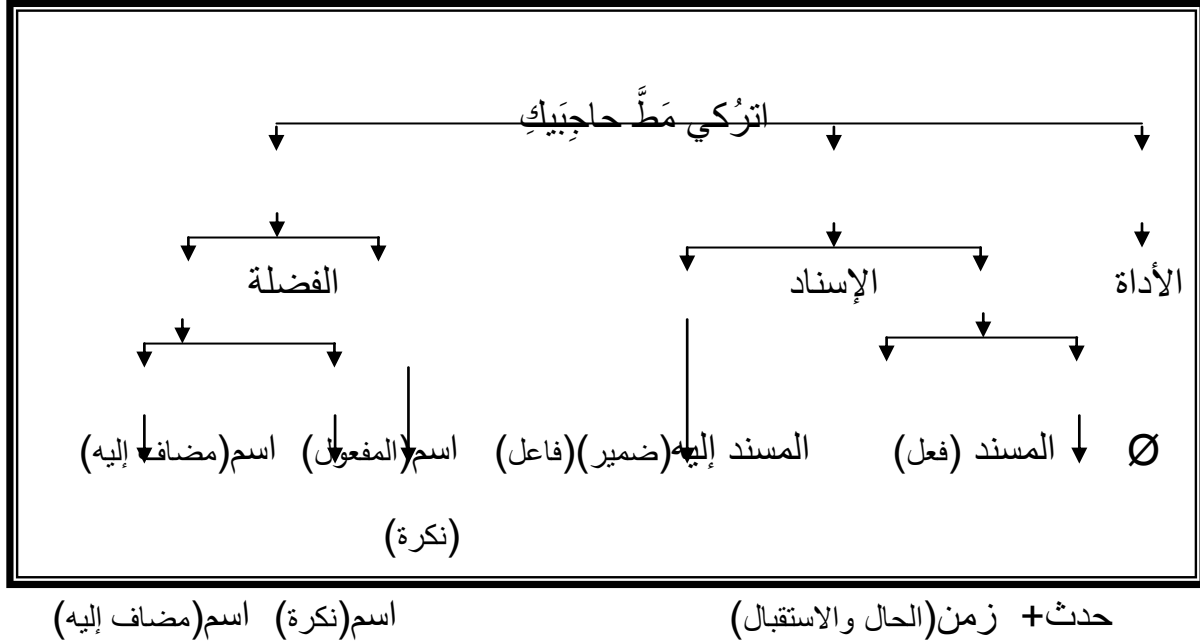 اترُكي مَطَّ حاجِبَيكِ
الأداة الإسناد الفضلة
Ø المسند (فعل) المسند إليه(ضمير)(فاعل) اسم(المفعول) اسم(مضاف إليه)
(نكرة)
حدث+ زمن(الحال والاستقبال) اسم(نكرة) اسم(مضاف إليه)